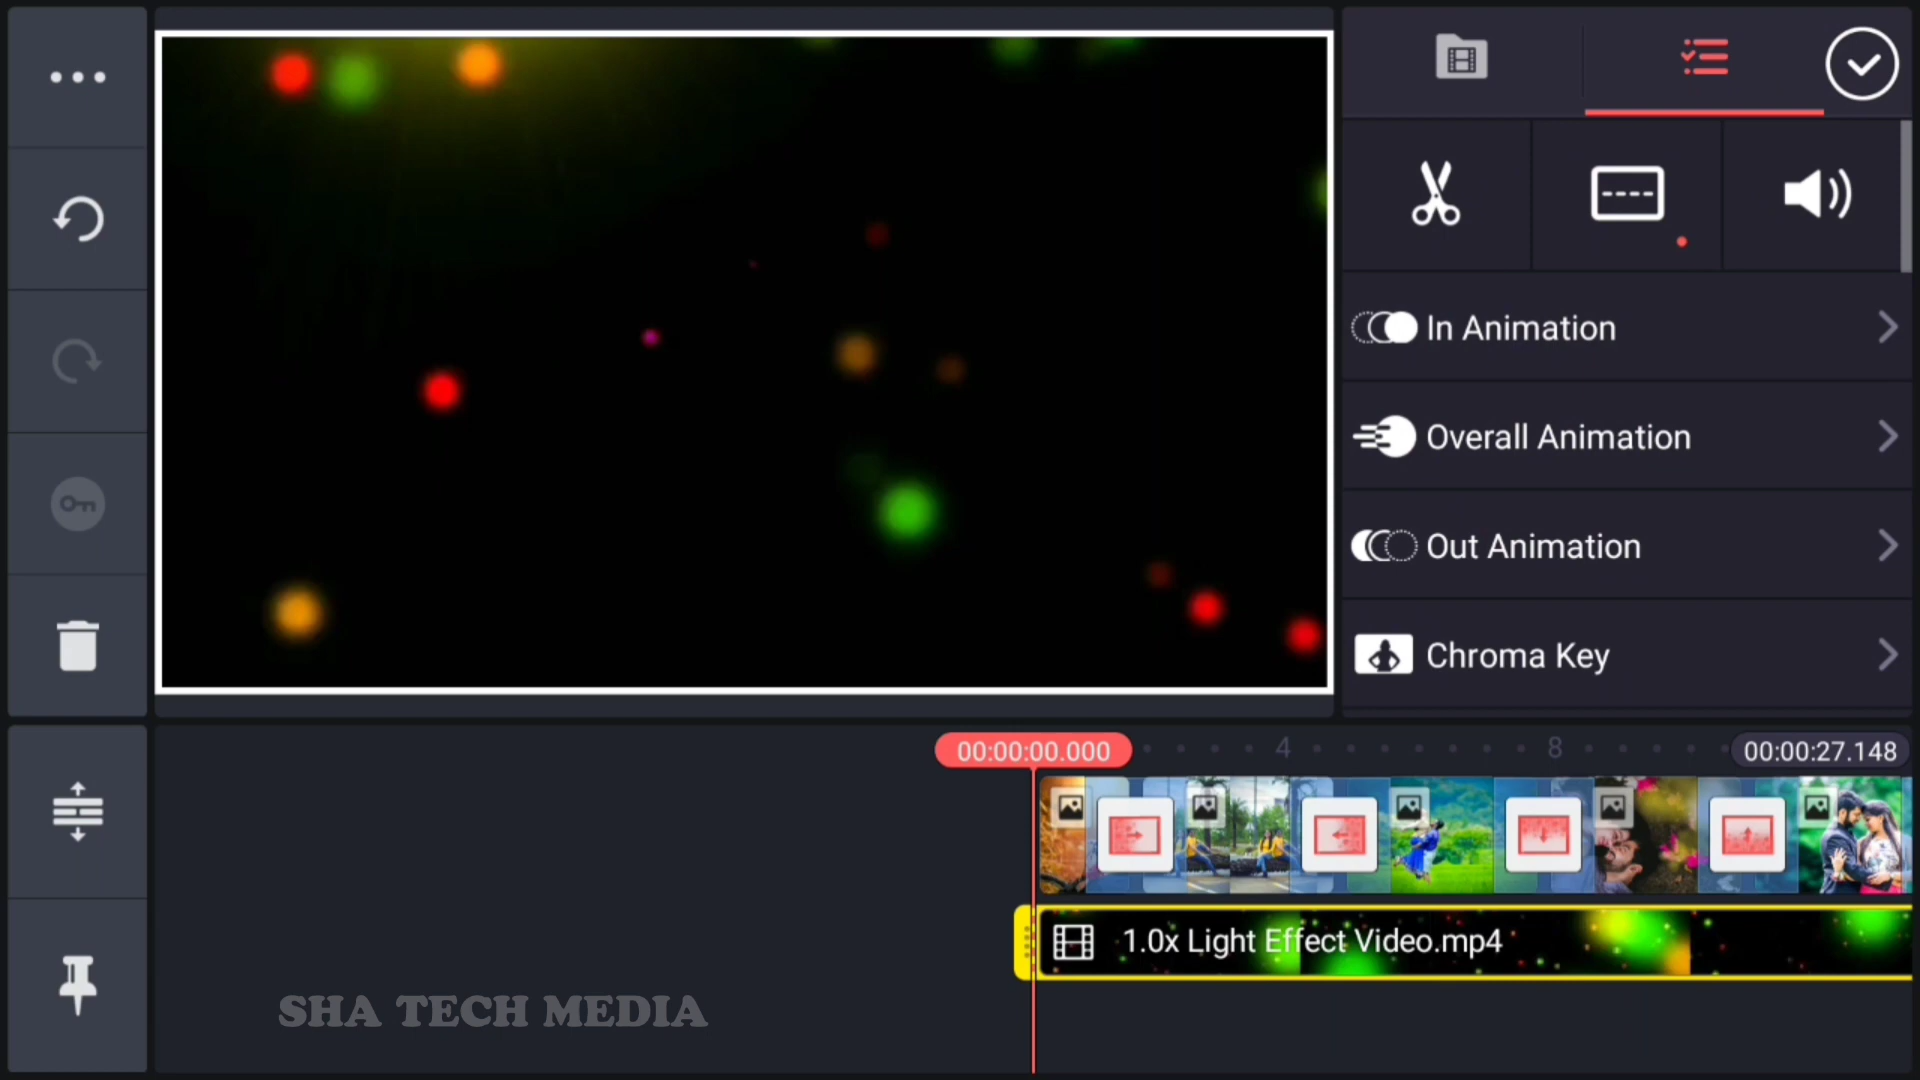 In Animation
Overall Animation
Out Animation
Chroma Key
00:00:00.000
4
8
00:00:27.148
1.0x Light Effect Video.mp4
SHA TECH MEDIA